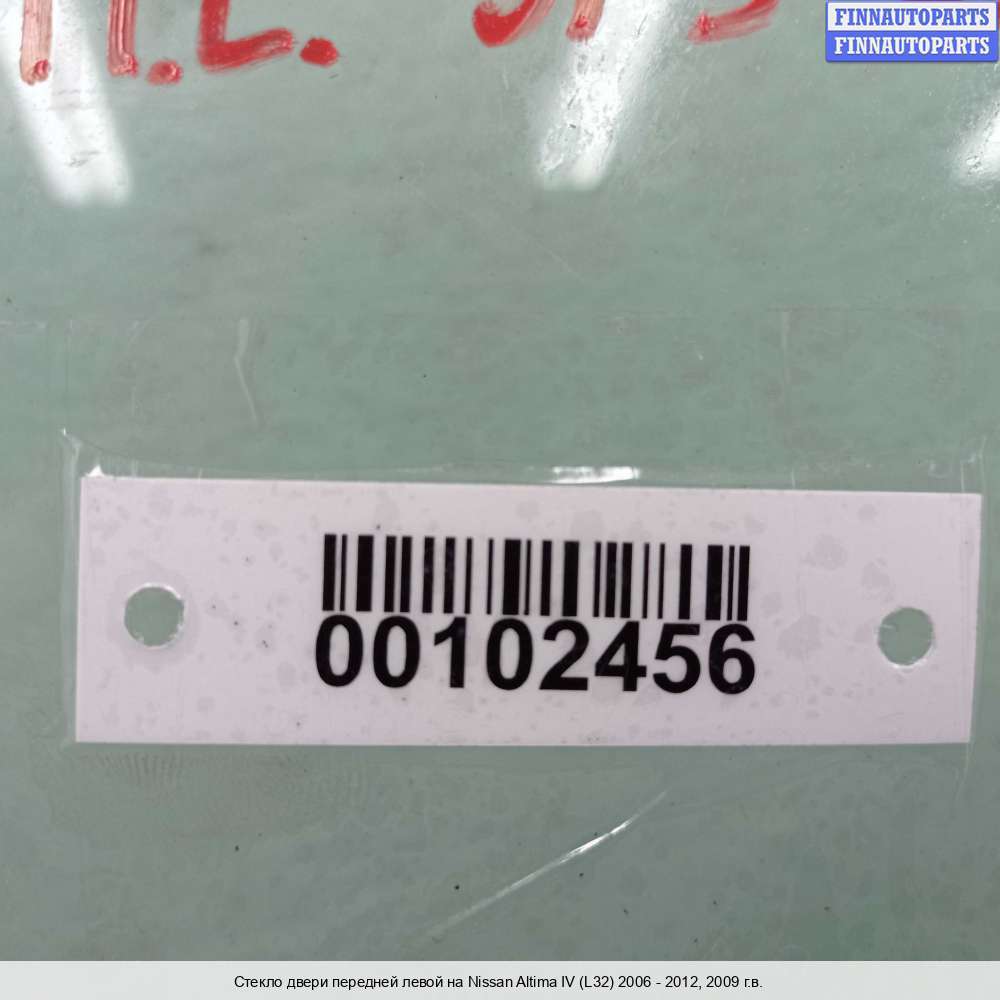 FINNAUTOPARTS
FINNAUTOPARTS
00102456
Стекло двери передней левой на Nissan Altima IV (L32) 2006 - 2012, 2009 г.в.